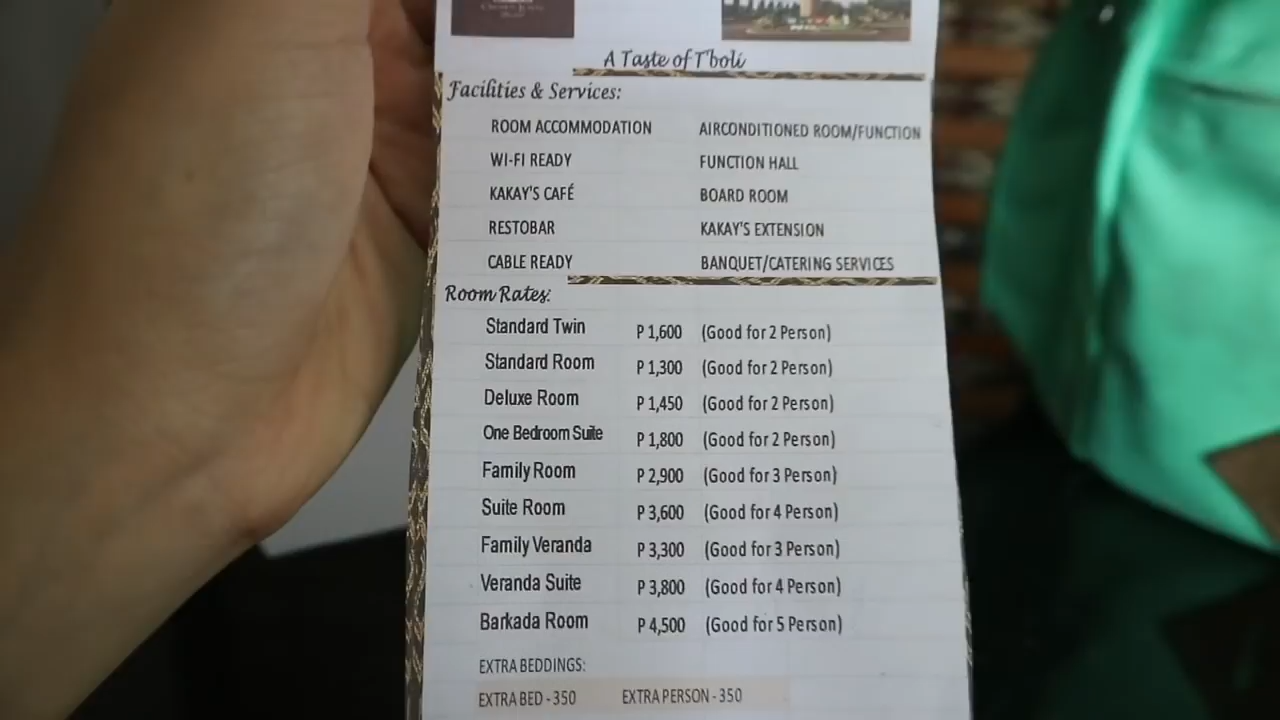 A Taste of T'boli
Facilities & Services:
ROOM ACCOMMODATION AIRCONDITIONED ROOM/FUNCTION
WI-FI READY FUNCTION HALL
KAKAY'S CAFÉ BOARD ROOM
RESTOBAR KAKAY'S EXTENSION
CABLE READY BANQUET/CATERING SERVICES
Room Rates:
Standard Twin P 1,600 (Good for 2 Person)
Standard Room P 1,300 (Good for 2 Person)
Deluxe Room P 1,450 (Good for 2 Person)
One Bedroom Suite P 1,800 (Good for 2 Person)
Family Room P 2,900 (Good for 3 Person)
Suite Room P 3,600 (Good for 4 Person)
Family Veranda P 3,300 (Good for 3 Person)
Veranda Suite P 3,800 (Good for 4 Person)
Barkada Room P 4,500 (Good for 5 Person)
EXTRA BEDDINGS:
EXTRA BED - 350 EXTRA PERSON - 350